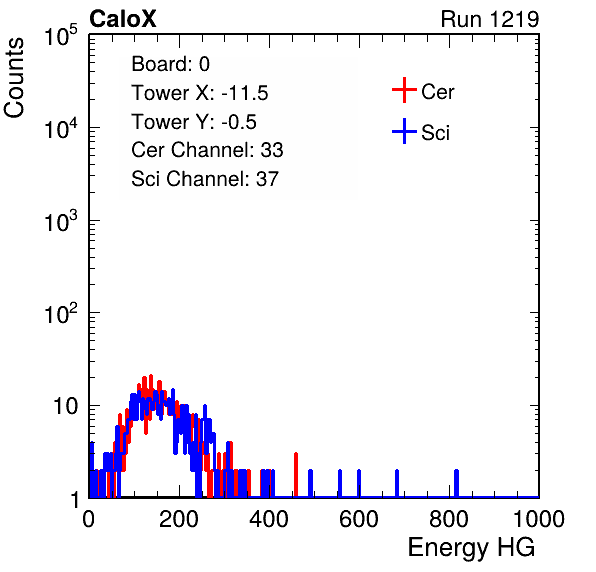 CaloX Run 1219
Counts
10^5
10^4
10^3
10^2
10
1
Board: 0
Tower X: -11.5
Tower Y: -0.5
Cer Channel: 33
Sci Channel: 37
Cer
Sci
0 200 400 600 800 1000
Energy HG